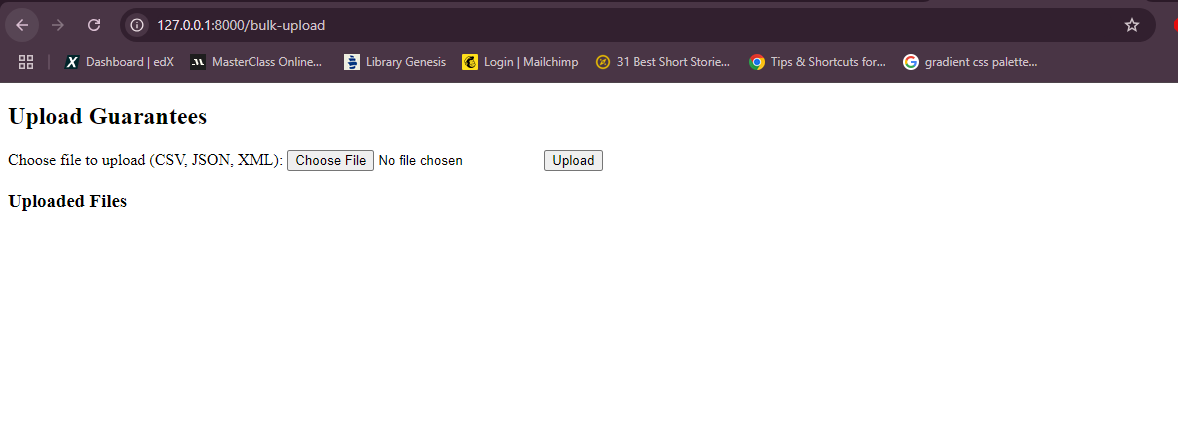 127.0.0.1:8000/bulk-upload
Dashboard | edX MasterClass Online... Library Genesis Login | Mailchimp 31 Best Short Storie... Tips & Shortcuts for... gradient css palette...
Upload Guarantees
Choose file to upload (CSV, JSON, XML): Choose File No file chosen Upload
Uploaded Files